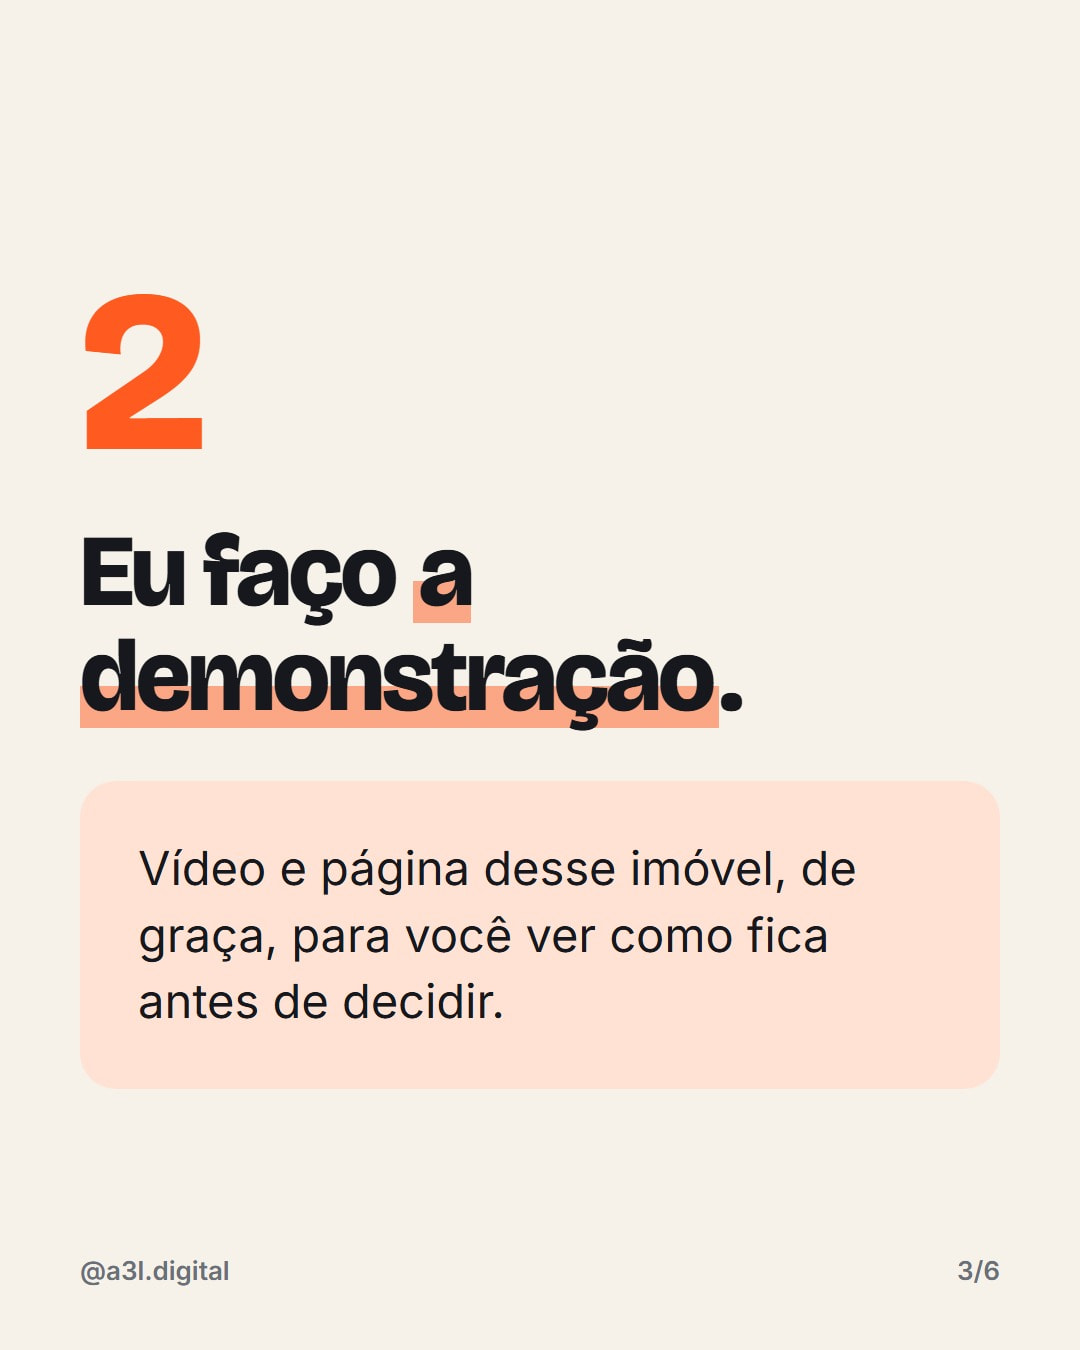 2
Eu faço a
demonstração.
Vídeo e página desse imóvel, de
graça, para você ver como fica
antes de decidir.
@a3l.digital
3/6